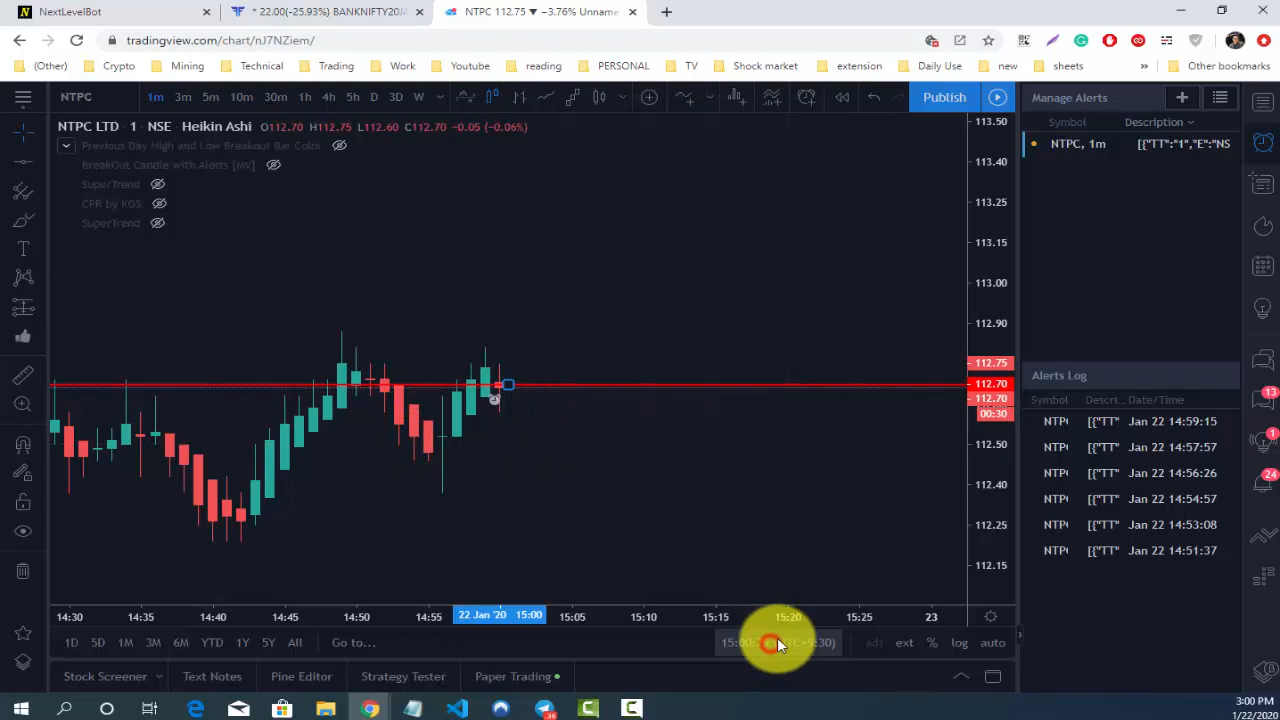 NextLevelBot
* 22.00(-25.93%) BANKNIFTY20JA
NTPC 112.75 ▼ −3.76% Unname
tradingview.com/chart/nJ7NZiem/
(Other) Crypto Mining Technical Trading Work Youtube reading PERSONAL TV Stock market extension Daily Use new sheets » Other bookmarks
NTPC 1m 3m 5m 10m 30m 1h 4h 5h D 3D W Publish
Manage Alerts
NTPC LTD · 1 · NSE Heikin Ashi O112.70 H112.75 L112.60 C112.70 -0.05 (-0.06%)
Previous Day High and Low Breakout Bar Color
BreakOut Candle with Alerts [MV]
SuperTrend
CPR by KGS
SuperTrend
113.50
113.40
113.25
113.15
113.00
112.90
112.75
112.70
112.70
00:30
112.50
112.40
112.25
112.15
Symbol Description
NTPC, 1m [{"TT":"1","E":"NS
Alerts Log
Symbol Descri... Date/Time
NTPC [{"TT" Jan 22 14:59:15
NTPC [{"TT" Jan 22 14:57:57
NTPC [{"TT" Jan 22 14:56:26
NTPC [{"TT" Jan 22 14:54:57
NTPC [{"TT" Jan 22 14:53:08
NTPC [{"TT" Jan 22 14:51:37
13
1
24
14:30 14:35 14:40 14:45 14:50 14:55 22 Jan '20 15:00 15:05 15:10 15:15 15:20 15:25 23
1D 5D 1M 3M 6M YTD 1Y 5Y All Go to... adj ext % log auto
Stock Screener Text Notes Pine Editor Strategy Tester Paper Trading
3:00 PM
1/22/2020